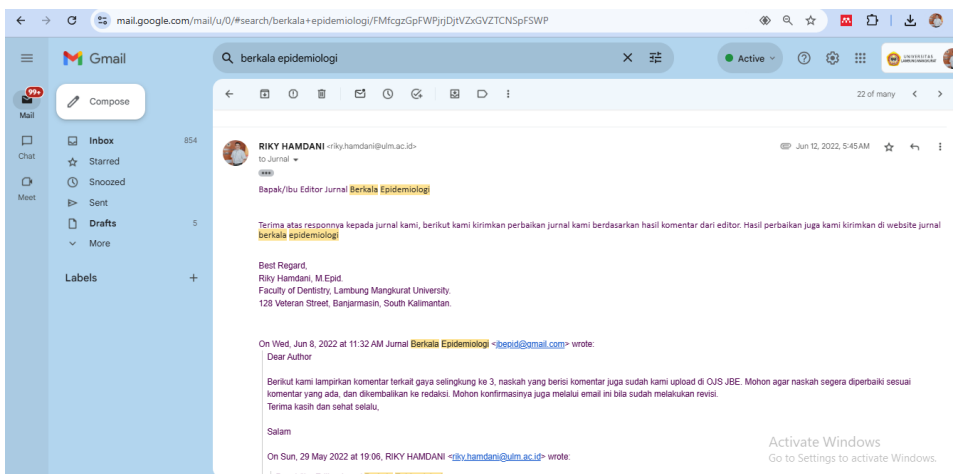 mail.google.com/mail/u/0/#search/berkala+epidemiologi/FMfcgzGpFWPjrjDjtVZxGVZTCNSpFSWP
Gmail
berkala epidemiologi
Active
UNIVERSITAS
LAMBUNG MANGKURAT
99+
Mail
Chat
Meet
Compose
Inbox 854
Starred
Snoozed
Sent
Drafts 5
More
Labels
22 of many
RIKY HAMDANI <riky.hamdani@ulm.ac.id>
Jun 12, 2022, 5:45 AM
to Jurnal
Bapak/Ibu Editor Jurnal Berkala Epidemiologi
Terima atas responnya kepada jurnal kami, berikut kami kirimkan perbaikan jurnal kami berdasarkan hasil komentar dari editor. Hasil perbaikan juga kami kirimkan di website jurnal
berkala epidemiologi
Best Regard,
Riky Hamdani, M.Epid.
Faculty of Dentistry, Lambung Mangkurat University.
128 Veteran Street, Banjarmasin, South Kalimantan.
On Wed, Jun 8, 2022 at 11:32 AM Jurnal Berkala Epidemiologi <jbepid@gmail.com> wrote:
Dear Author
Berikut kami lampirkan komentar terkait gaya selingkung ke 3, naskah yang berisi komentar juga sudah kami upload di OJS JBE. Mohon agar naskah segera diperbaiki sesuai
komentar yang ada, dan dikembalikan ke redaksi. Mohon konfirmasinya juga melalui email ini bila sudah melakukan revisi.
Terima kasih dan sehat selalu,
Salam
On Sun, 29 May 2022 at 19.06, RIKY HAMDANI <riky.hamdani@ulm.ac.id> wrote:
Activate Windows
Go to Settings to activate Windows.